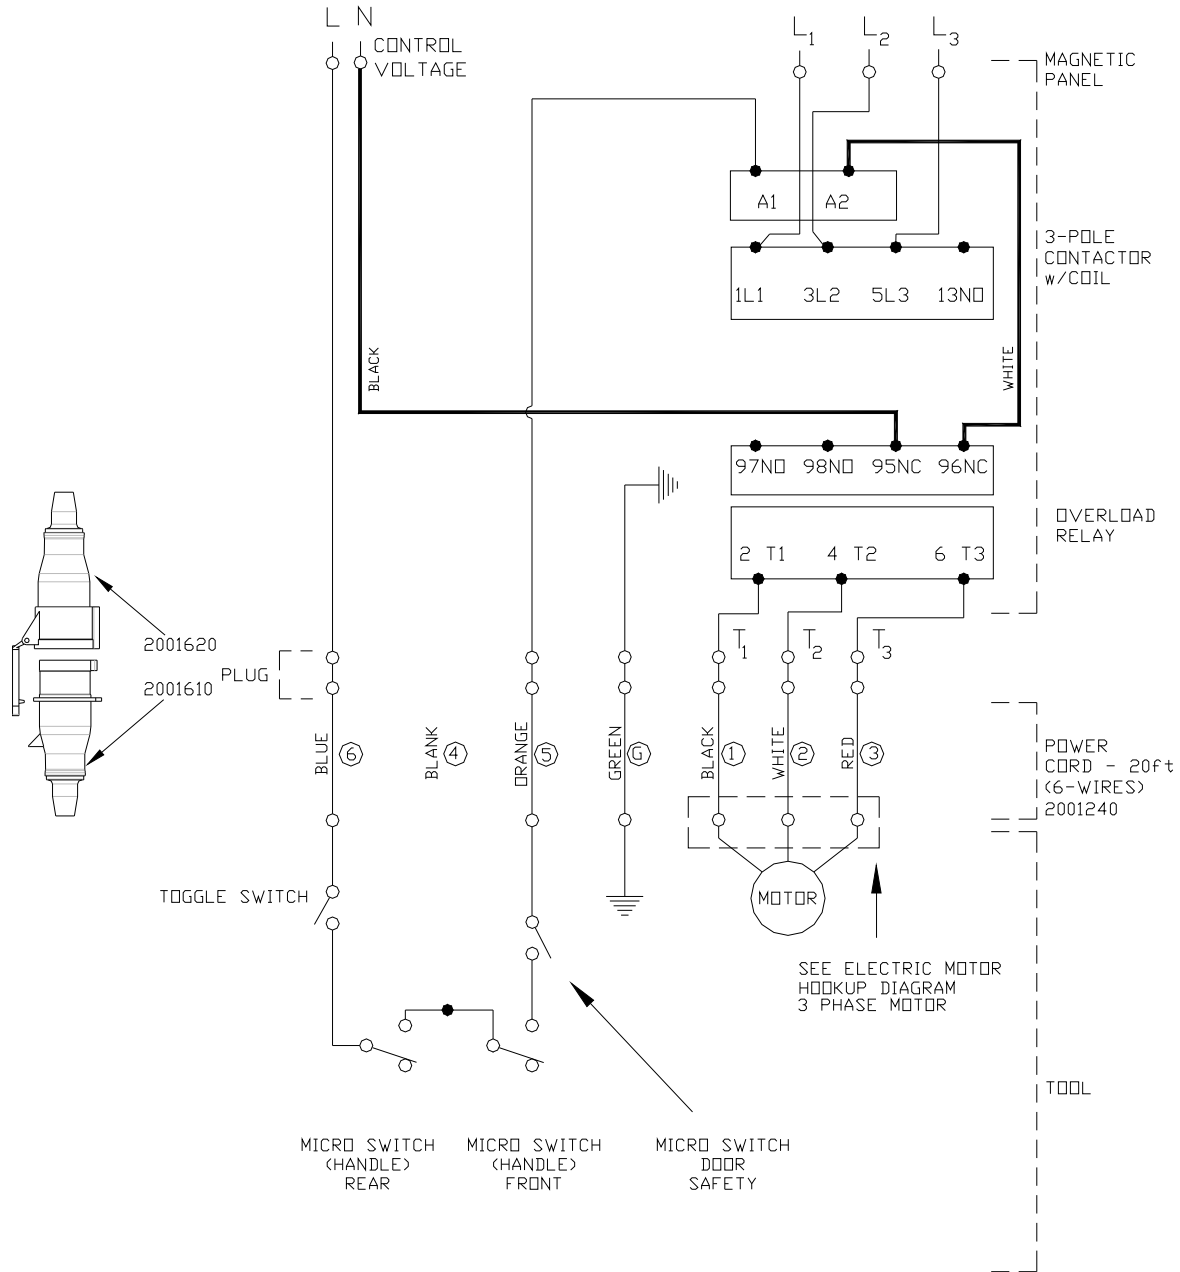 L N
CONTROL
VOLTAGE
L1 L2 L3
MAGNETIC
PANEL
A1 A2
3-POLE
CONTACTOR
w/COIL
1L1 3L2 5L3 13NO
BLACK
WHITE
97NO 98NO 95NC 96NC
OVERLOAD
RELAY
2 T1 4 T2 6 T3
2001620
T1 T2 T3
PLUG
2001610
BLUE 6
BLANK 4
ORANGE 5
GREEN G
BLACK 1
WHITE 2
RED 3
POWER
CORD - 20ft
(6-WIRES)
2001240
TOGGLE SWITCH
MOTOR
SEE ELECTRIC MOTOR
HOOKUP DIAGRAM
3 PHASE MOTOR
TOOL
MICRO SWITCH
(HANDLE)
REAR
MICRO SWITCH
(HANDLE)
FRONT
MICRO SWITCH
DOOR
SAFETY